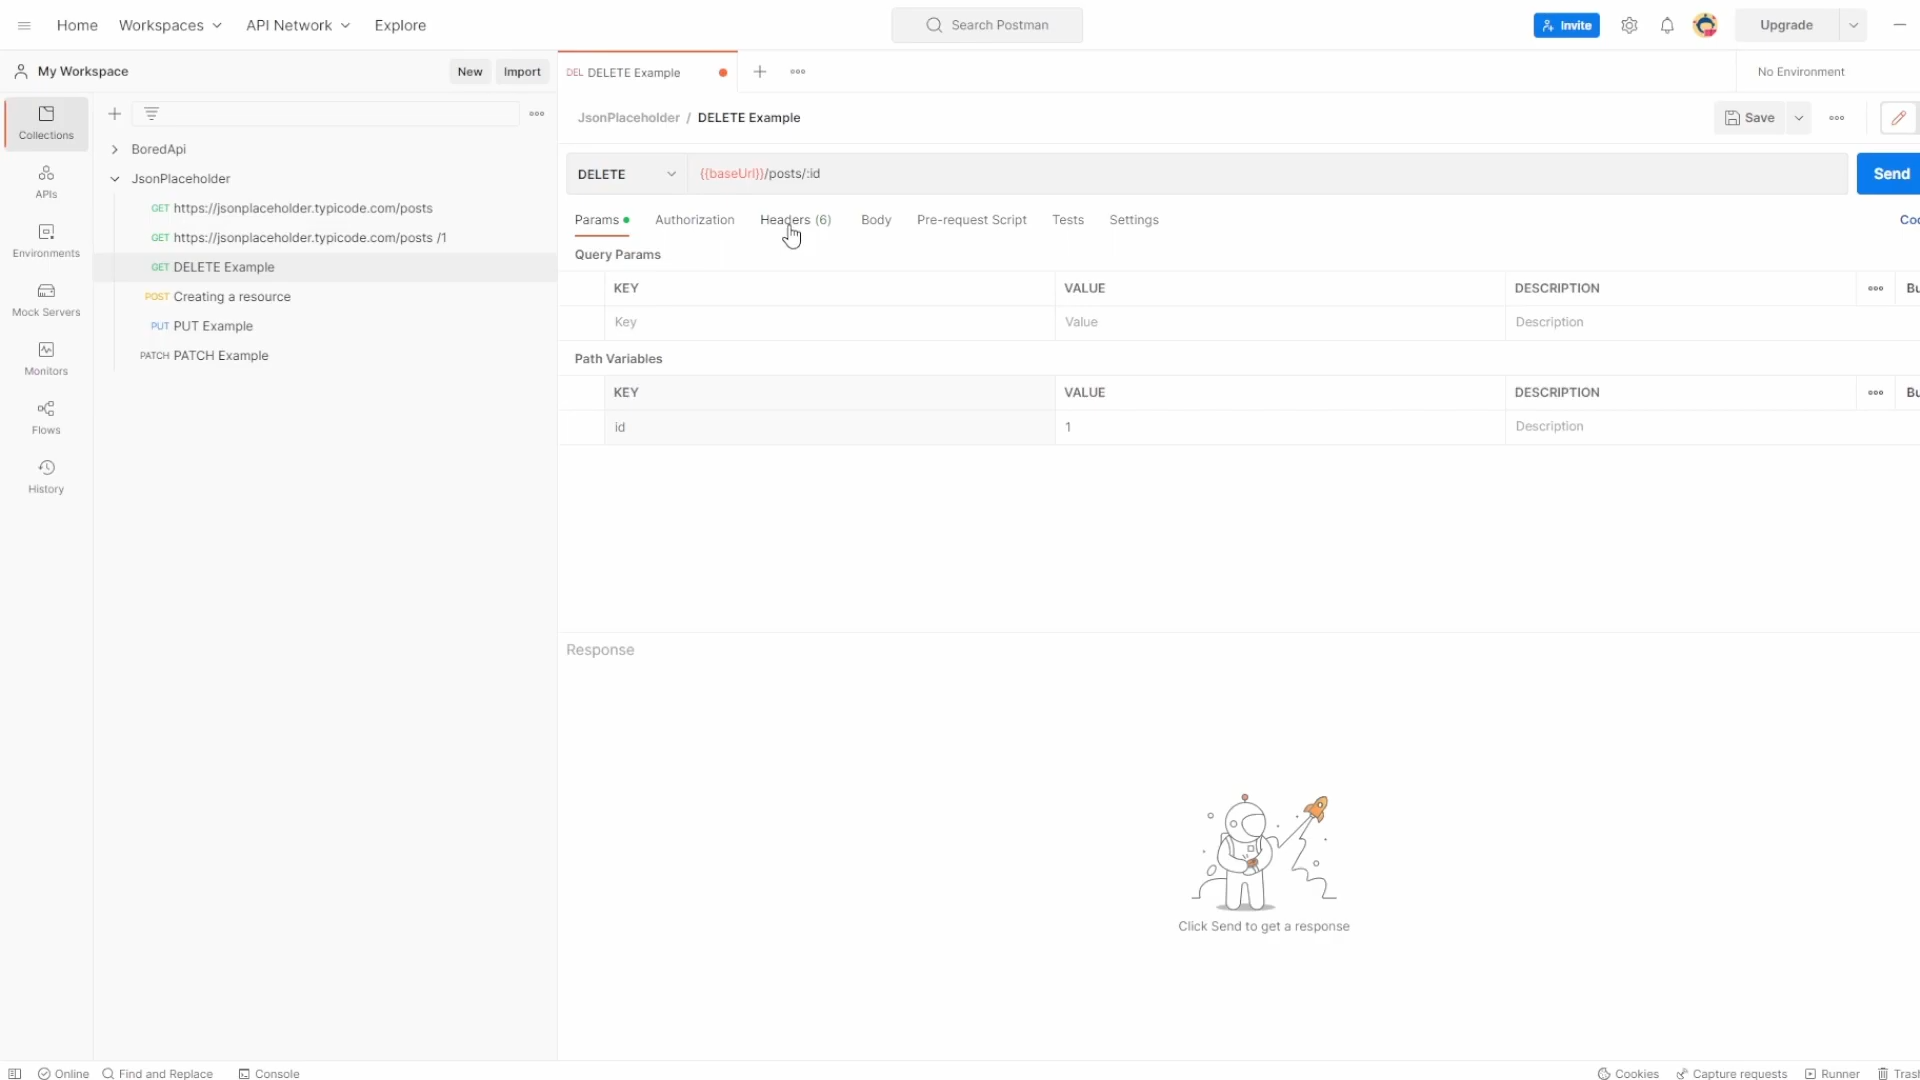 Home Workspaces API Network Explore
Search Postman
Invite Upgrade
My Workspace New Import
DEL DELETE Example
No Environment
JsonPlaceholder / DELETE Example
Save
Collections
APIs
Environments
Mock Servers
Monitors
Flows
History
BoredApi
JsonPlaceholder
GET https://jsonplaceholder.typicode.com/posts
GET https://jsonplaceholder.typicode.com/posts /1
GET DELETE Example
POST Creating a resource
PUT PUT Example
PATCH PATCH Example
DELETE {{baseUrl}}/posts/:id Send
Params Authorization Headers (6) Body Pre-request Script Tests Settings Coo
Query Params
KEY VALUE DESCRIPTION Bu
Key Value Description
Path Variables
KEY VALUE DESCRIPTION Bu
id 1 Description
Response
Click Send to get a response
Online Find and Replace Console Cookies Capture requests Runner Trash